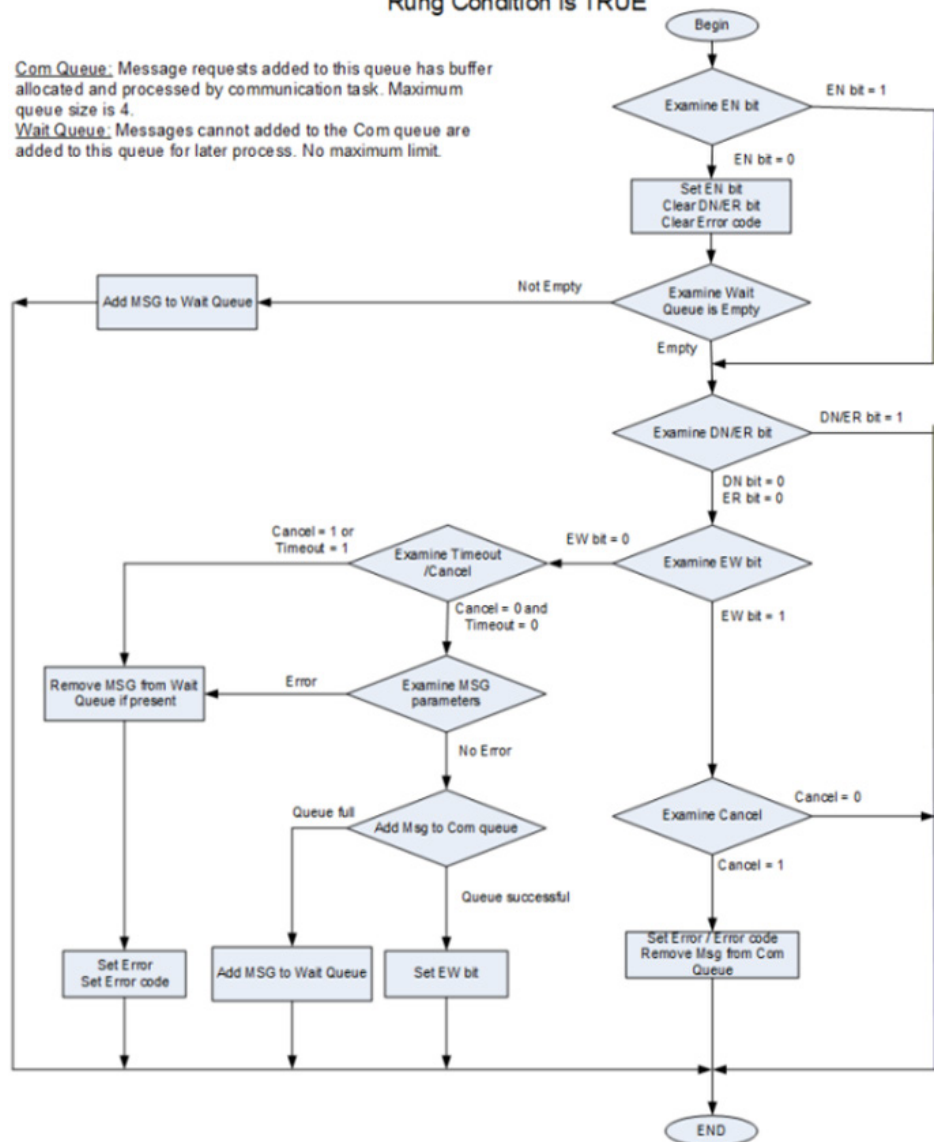 Rung Condition is TRUE
Begin
Com Queue: Message requests added to this queue has buffer
allocated and processed by communication task. Maximum
queue size is 4.
Wait Queue: Messages cannot added to the Com queue are
added to this queue for later process. No maximum limit.
Examine EN bit
EN bit = 1
EN bit = 0
Set EN bit
Clear DN/ER bit
Clear Error code
Examine Wait
Queue is Empty
Not Empty
Add MSG to Wait Queue
Empty
Examine DN/ER bit
DN/ER bit = 1
DN bit = 0
ER bit = 0
Examine EW bit
EW bit = 0
Examine Timeout
/Cancel
Cancel = 1 or
Timeout = 1
Cancel = 0 and
Timeout = 0
EW bit = 1
Remove MSG from Wait
Queue if present
Error
Examine MSG
parameters
No Error
Queue full
Add Msg to Com queue
Examine Cancel
Cancel = 0
Cancel = 1
Queue successful
Set Error
Set Error code
Add MSG to Wait Queue
Set EW bit
Set Error / Error code
Remove Msg from Com
Queue
END